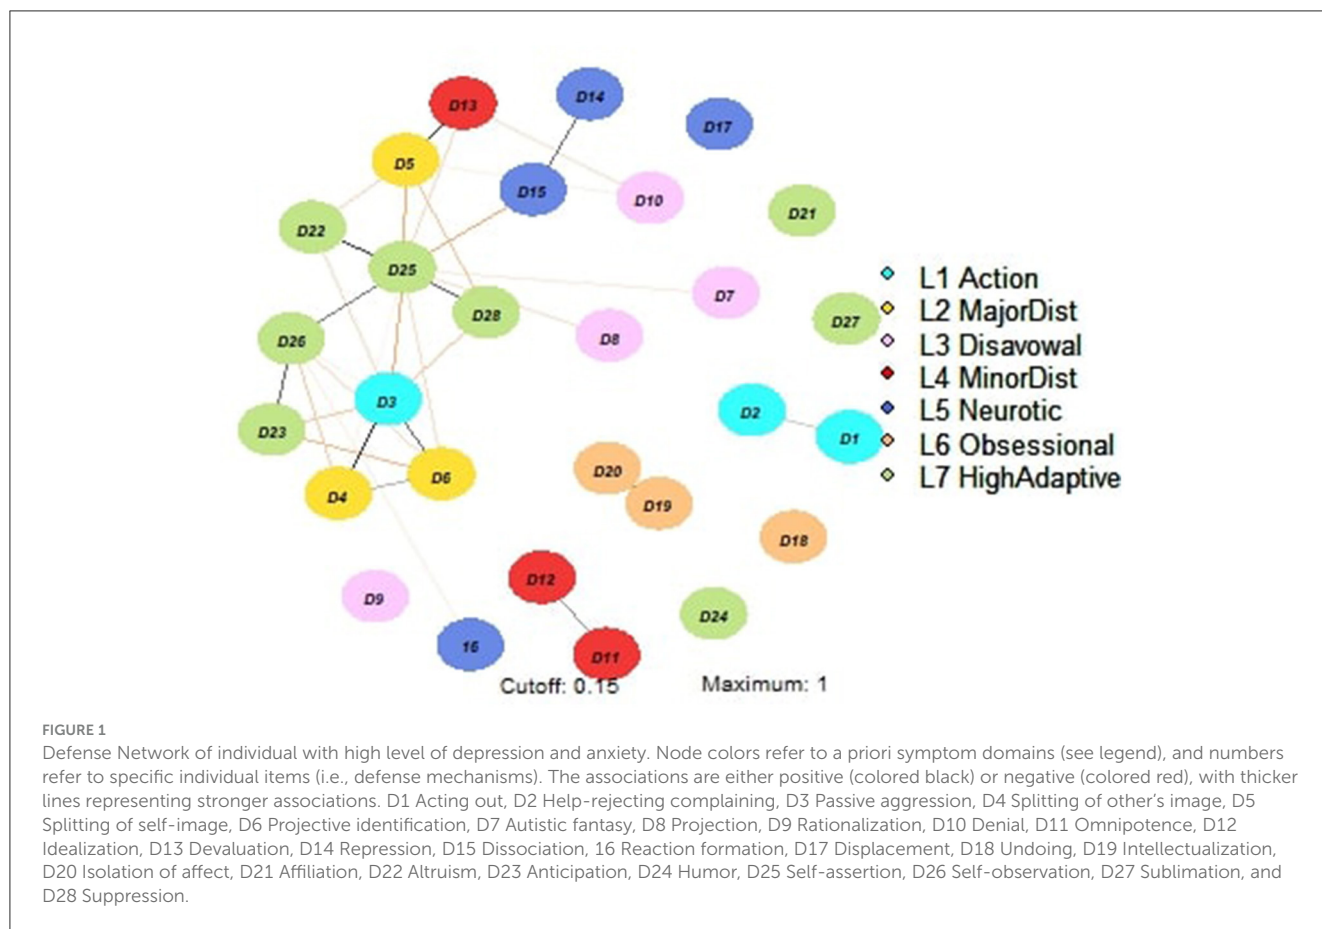 D13
D14
D17
D5
D15
D10
D21
D22
D25
D7
D28
D27
D26
D8
D3
D2
D1
D23
D6
D4
D20
D19
D18
D12
D9
D24
16
D11
L1 Action
L2 MajorDist
L3 Disavowal
L4 MinorDist
L5 Neurotic
L6 Obsessional
L7 HighAdaptive
Cutoff: 0.15 Maximum: 1
FIGURE 1
Defense Network of individual with high level of depression and anxiety. Node colors refer to a priori symptom domains (see legend), and numbers
refer to specific individual items (i.e., defense mechanisms). The associations are either positive (colored black) or negative (colored red), with thicker
lines representing stronger associations. D1 Acting out, D2 Help-rejecting complaining, D3 Passive aggression, D4 Splitting of other's image, D5
Splitting of self-image, D6 Projective identification, D7 Autistic fantasy, D8 Projection, D9 Rationalization, D10 Denial, D11 Omnipotence, D12
Idealization, D13 Devaluation, D14 Repression, D15 Dissociation, 16 Reaction formation, D17 Displacement, D18 Undoing, D19 Intellectualization,
D20 Isolation of affect, D21 Affiliation, D22 Altruism, D23 Anticipation, D24 Humor, D25 Self-assertion, D26 Self-observation, D27 Sublimation, and
D28 Suppression.